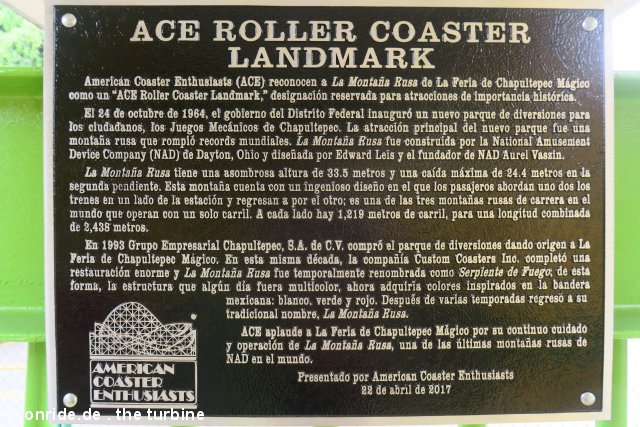 ACE ROLLER COASTER
LANDMARK
American Coaster Enthusiasts (ACE) reconocen a La Montaña Rusa de La Feria de Chapultepec Mágico
como un "ACE Roller Coaster Landmark," designación reservada para atracciones de importancia histórica.
El 24 de octubre de 1964, el gobierno del Distrito Federal inauguró un nuevo parque de diversiones para
los ciudadanos, los Juegos Mecánicos de Chapultepec. La atracción principal del nuevo parque fue una
montaña rusa que rompió records mundiales. La Montaña Rusa fue construida por la National Amusement
Device Company (NAD) de Dayton, Ohio y diseñada por Edward Leis y el fundador de NAD Aurel Vaszin.
La Montaña Rusa tiene una asombrosa altura de 33.5 metros y una caída máxima de 24.4 metros en la
segunda pendiente. Esta montaña cuenta con un ingenioso diseño en el que los pasajeros abordan uno dos los
trenes en un lado de la estación y regresan a por el otro; es una de las tres montañas rusas de carrera en el
mundo que operan con un solo carril. A cada lado hay 1,219 metros de carril, para una longitud combinada
de 2,438 metros.
En 1993 Grupo Empresarial Chapultepec, S.A. de C.V. compró el parque de diversiones dando origen a La
Feria de Chapultepec Mágico. En esta misma década, la compañía Custom Coasters Inc. completó una
restauración enorme y La Montaña Rusa fue temporalmente renombrada como Serpiente de Fuego; de esta
forma, la estructura que algún día fuera multicolor, ahora adquiría colores inspirados en la bandera
mexicana: blanco, verde y rojo. Después de varias temporadas regresó a su
tradicional nombre, La Montaña Rusa.
ACE aplaude a La Feria de Chapultepec Mágico por su continuo cuidado
y operación de La Montaña Rusa, una de las últimas montañas rusas de
NAD en el mundo.
Presentado por American Coaster Enthusiasts
22 de abril de 2017
AMERICAN
COASTER
ENTHUSIASTS
onride.de . the turbine